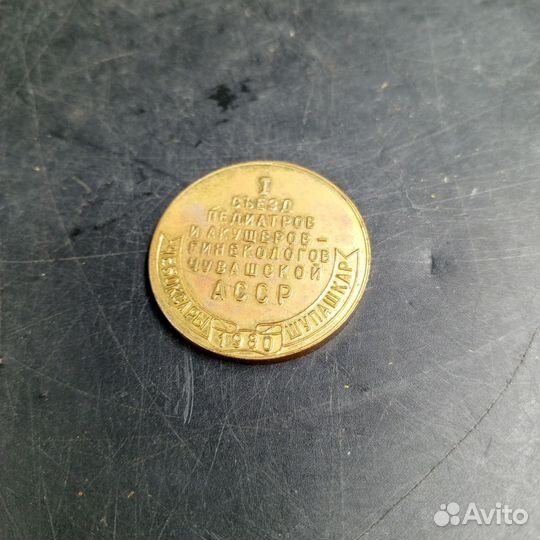 I
СЪЕЗД
ПЕДИАТРОВ
И АКУШЕРОВ-
ГИНЕКОЛОГОВ
ЧУВАШСКОЙ
АССР
ЧЕБОКСАРЫ 1980 ШУПАШКАР
Avito